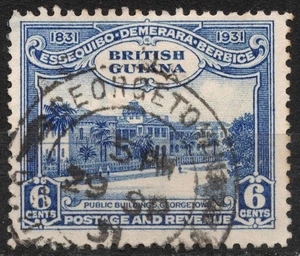 1831 1931
ESSEQUIBO · DEMERARA · BERBICE
BRITISH
GUIANA
GEORGETOWN
PUBLIC BUILDINGS, GEORGETOWN
6 CENTS 6 CENTS
POSTAGE AND REVENUE